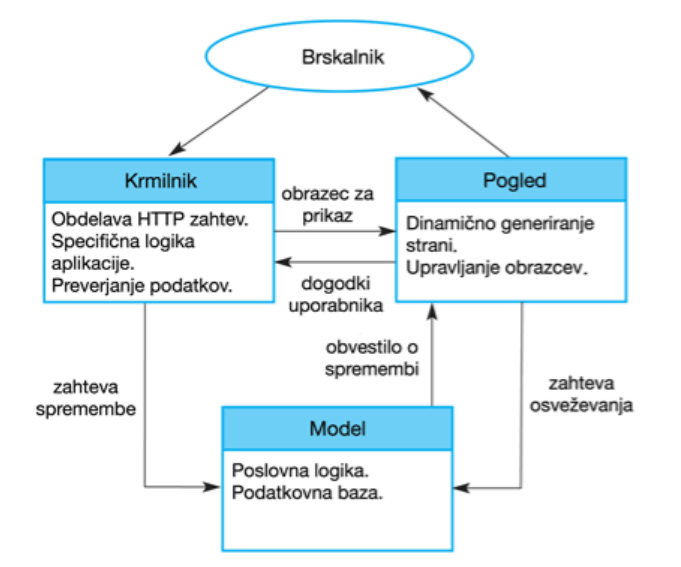 Brskalnik
Krmilnik
Obdelava HTTP zahtev.
Specifična logika
aplikacije.
Preverjanje podatkov.
obrazec za
prikaz
dogodki
uporabnika
Pogled
Dinamično generiranje
strani.
Upravljanje obrazcev.
zahteva
spremembe
obvestilo o
spremembi
zahteva
osveževanja
Model
Poslovna logika.
Podatkovna baza.